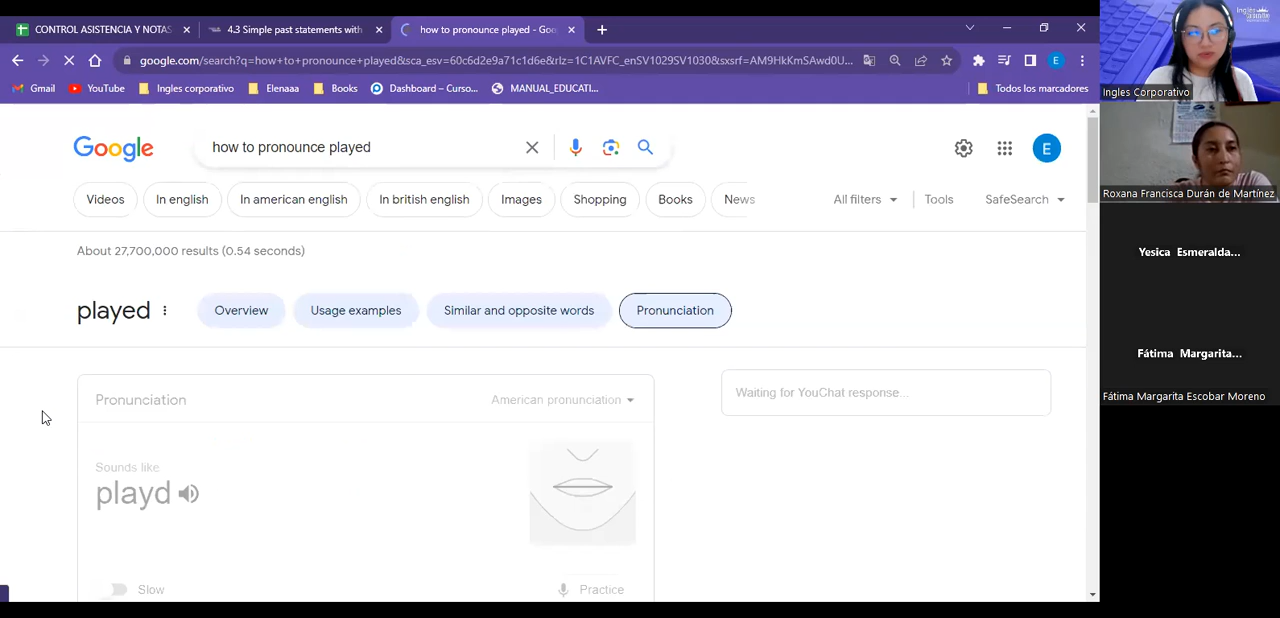 CONTROL ASISTENCIA Y NOTAS
4.3 Simple past statements with
how to pronounce played - Goo
google.com/search?q=how+to+pronounce+played&sca_esv=60c6d2e9a71c1d6e&rlz=1C1AVFC_enSV1029SV1030&sxsrf=AM9HkKmSAwd0U...
E
Gmail
YouTube
Ingles corporativo
Elenaaa
Books
Dashboard – Curso...
MANUAL_EDUCATI...
Todos los marcadores
Google
how to pronounce played
E
Videos
In english
In american english
In british english
Images
Shopping
Books
News
All filters
Tools
SafeSearch
About 27,700,000 results (0.54 seconds)
played
Overview
Usage examples
Similar and opposite words
Pronunciation
Pronunciation
American pronunciation
Waiting for YouChat response...
Sounds like
playd
Slow
Practice
Ingles
Ingles Corporativo
Roxana Francisca Durán de Martínez
Yesica Esmeralda...
Fátima Margarita...
Fátima Margarita Escobar Moreno